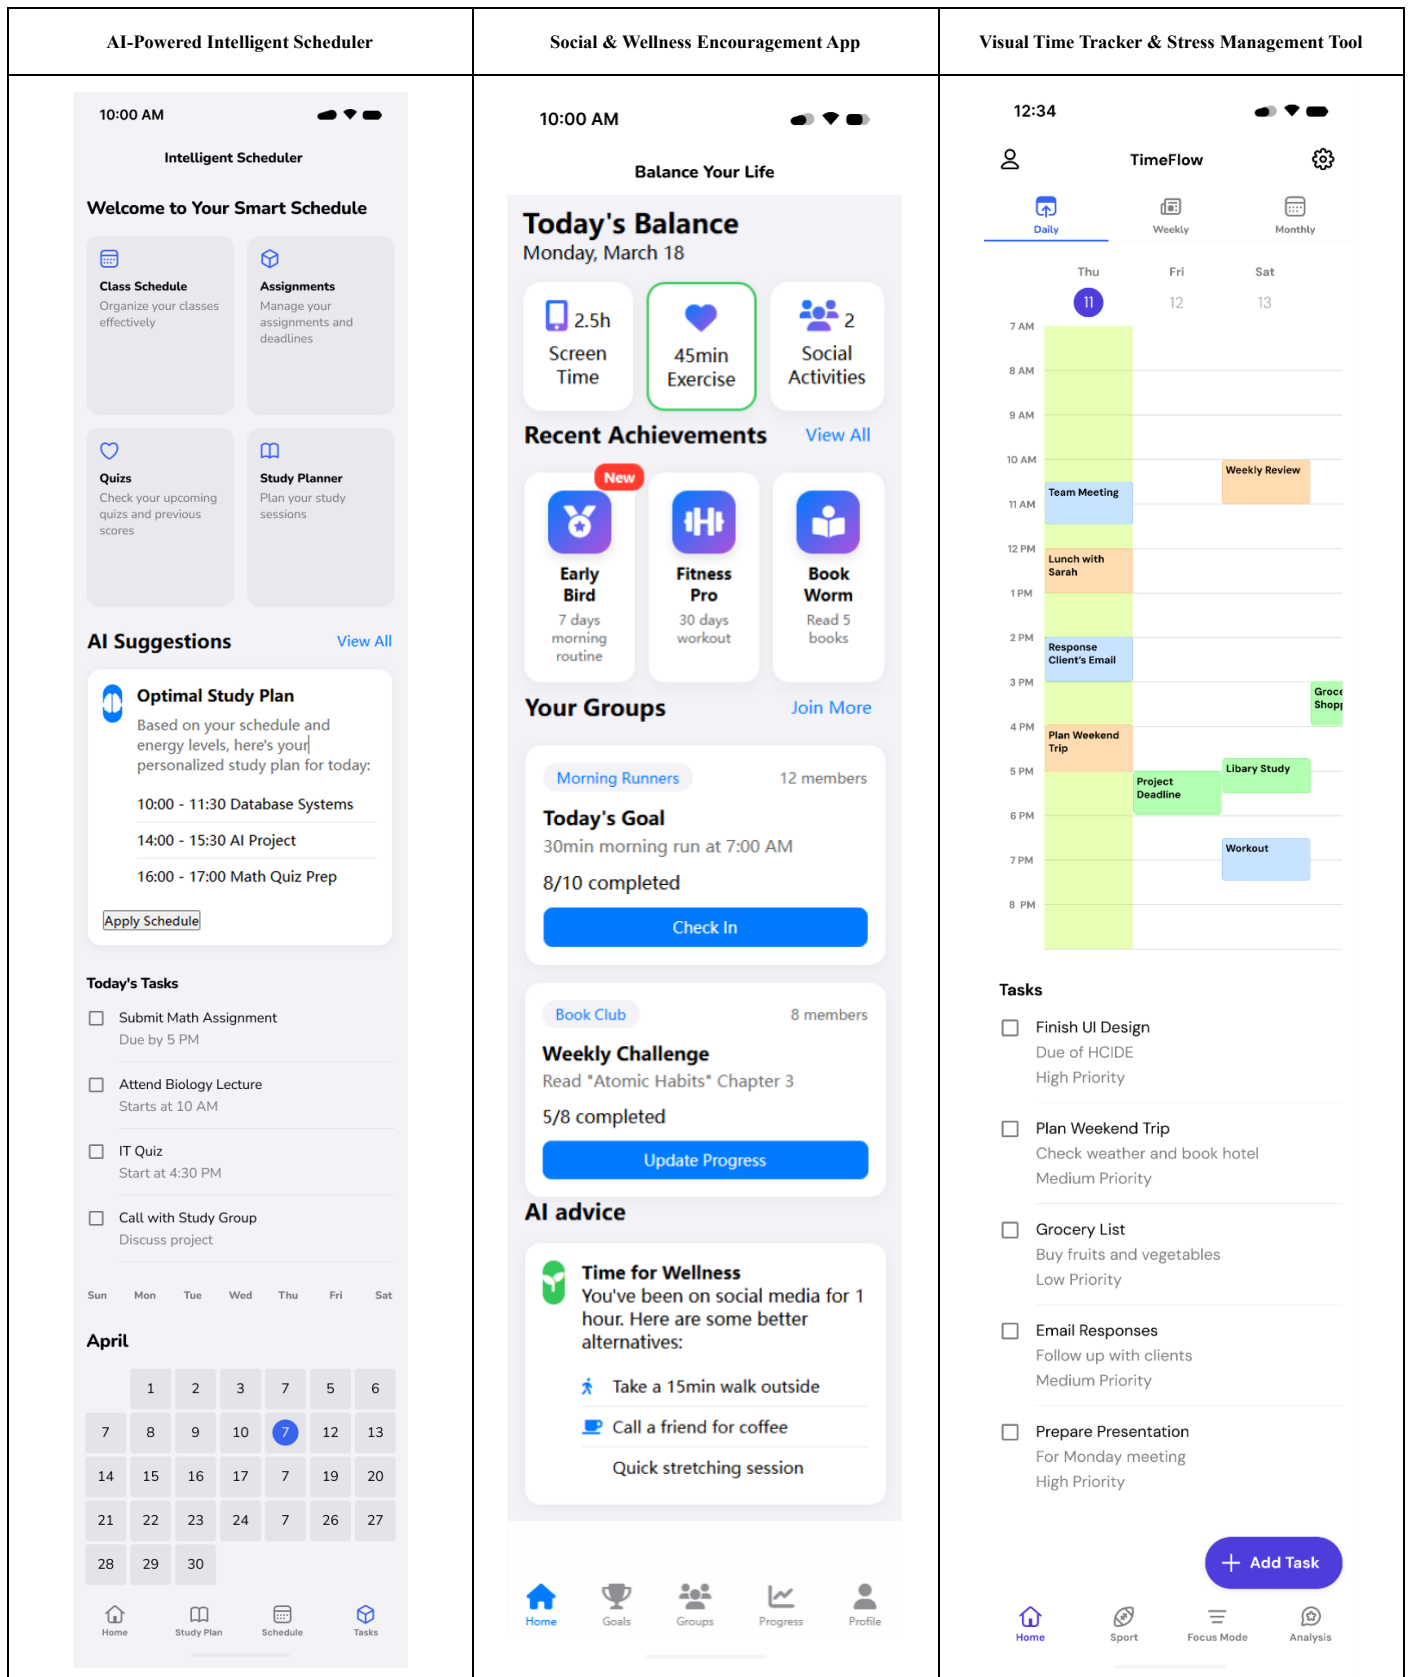 AI-Powered Intelligent Scheduler
Social & Wellness Encouragement App
Visual Time Tracker & Stress Management Tool
10:00 AM
Intelligent Scheduler
Welcome to Your Smart Schedule
Class Schedule
Organize your classes
effectively
Assignments
Manage your
assignments and
deadlines
Quizs
Check your upcoming
quizs and previous
scores
Study Planner
Plan your study
sessions
AI Suggestions
View All
Optimal Study Plan
Based on your schedule and
energy levels, here's your
personalized study plan for today:
10:00 - 11:30 Database Systems
14:00 - 15:30 AI Project
16:00 - 17:00 Math Quiz Prep
Apply Schedule
Today's Tasks
Submit Math Assignment
Due by 5 PM
Attend Biology Lecture
Starts at 10 AM
IT Quiz
Start at 4:30 PM
Call with Study Group
Discuss project
Sun Mon Tue Wed Thu Fri Sat
April
1 2 3 7 5 6
7 8 9 10 7 12 13
14 15 16 17 7 19 20
21 22 23 24 7 26 27
28 29 30
Home Study Plan Schedule Tasks
10:00 AM
Balance Your Life
Today's Balance
Monday, March 18
2.5h
Screen
Time
45min
Exercise
2
Social
Activities
Recent Achievements
View All
New
Early
Bird
7 days
morning
routine
Fitness
Pro
30 days
workout
Book
Worm
Read 5
books
Your Groups
Join More
Morning Runners
12 members
Today's Goal
30min morning run at 7:00 AM
8/10 completed
Check In
Book Club
8 members
Weekly Challenge
Read "Atomic Habits" Chapter 3
5/8 completed
Update Progress
AI advice
Time for Wellness
You've been on social media for 1
hour. Here are some better
alternatives:
Take a 15min walk outside
Call a friend for coffee
Quick stretching session
Home Goals Groups Progress Profile
12:34
TimeFlow
Daily Weekly Monthly
Thu Fri Sat
11 12 13
7 AM
8 AM
9 AM
10 AM
Weekly Review
Team Meeting
11 AM
12 PM
Lunch with
Sarah
1 PM
2 PM
Response
Client's Email
3 PM
Groce
Shopp
4 PM
Plan Weekend
Trip
5 PM
Libary Study
Project
Deadline
6 PM
Workout
7 PM
8 PM
Tasks
Finish UI Design
Due of HCIDE
High Priority
Plan Weekend Trip
Check weather and book hotel
Medium Priority
Grocery List
Buy fruits and vegetables
Low Priority
Email Responses
Follow up with clients
Medium Priority
Prepare Presentation
For Monday meeting
High Priority
Add Task
Home Sport Focus Mode Analysis